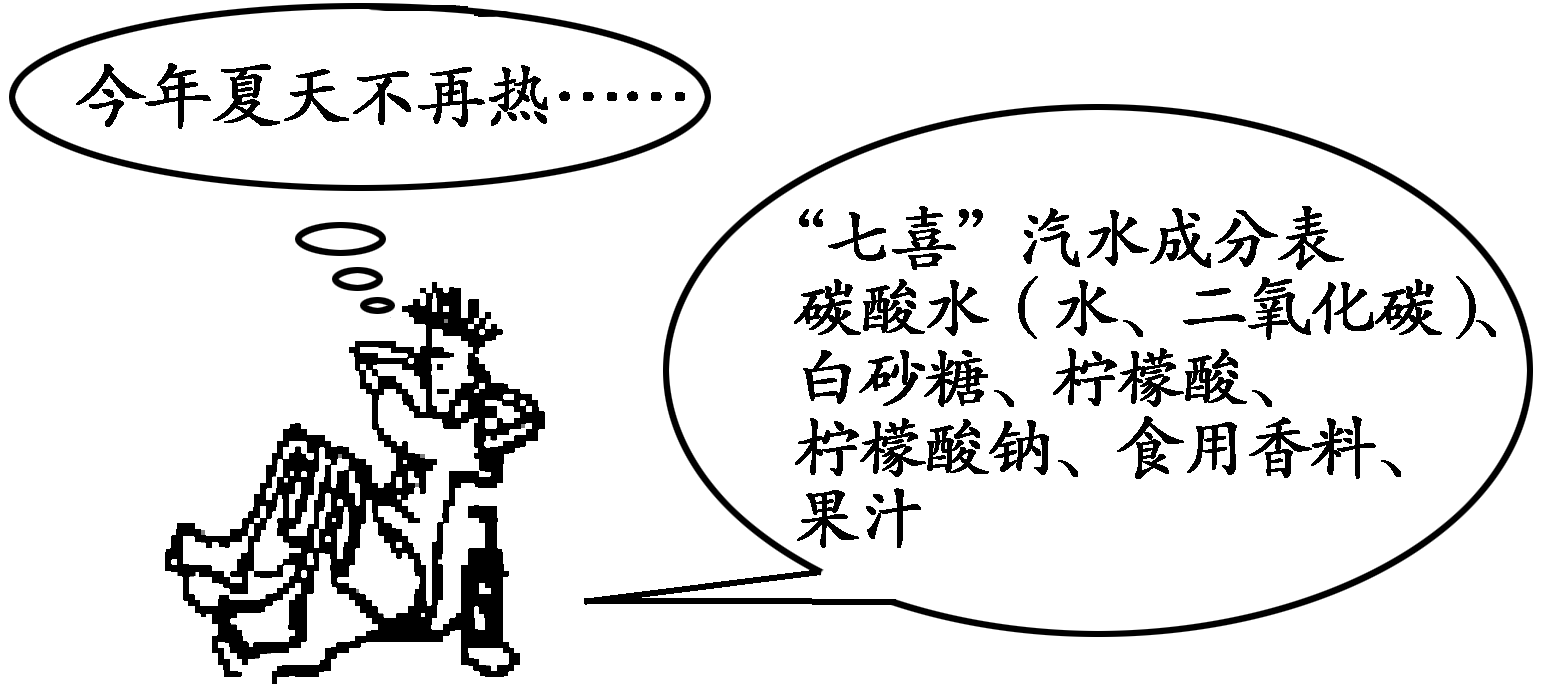 今年夏天不再热……
“七喜”汽水成分表
碳酸水(水、二氧化碳)、
白砂糖、柠檬酸、
柠檬酸钠、食用香料、
果汁